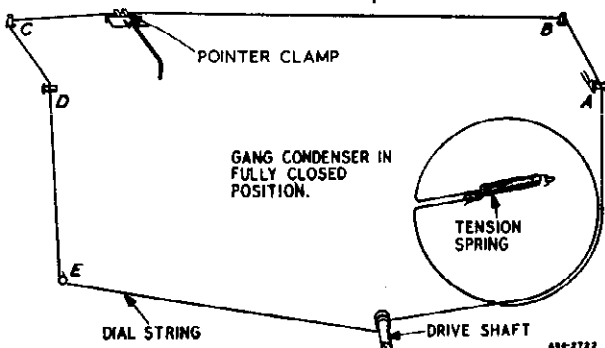 C
B
POINTER CLAMP
D
A
GANG CONDENSER IN
FULLY CLOSED
POSITION.
TENSION
SPRING
E
DIAL STRING
DRIVE SHAFT